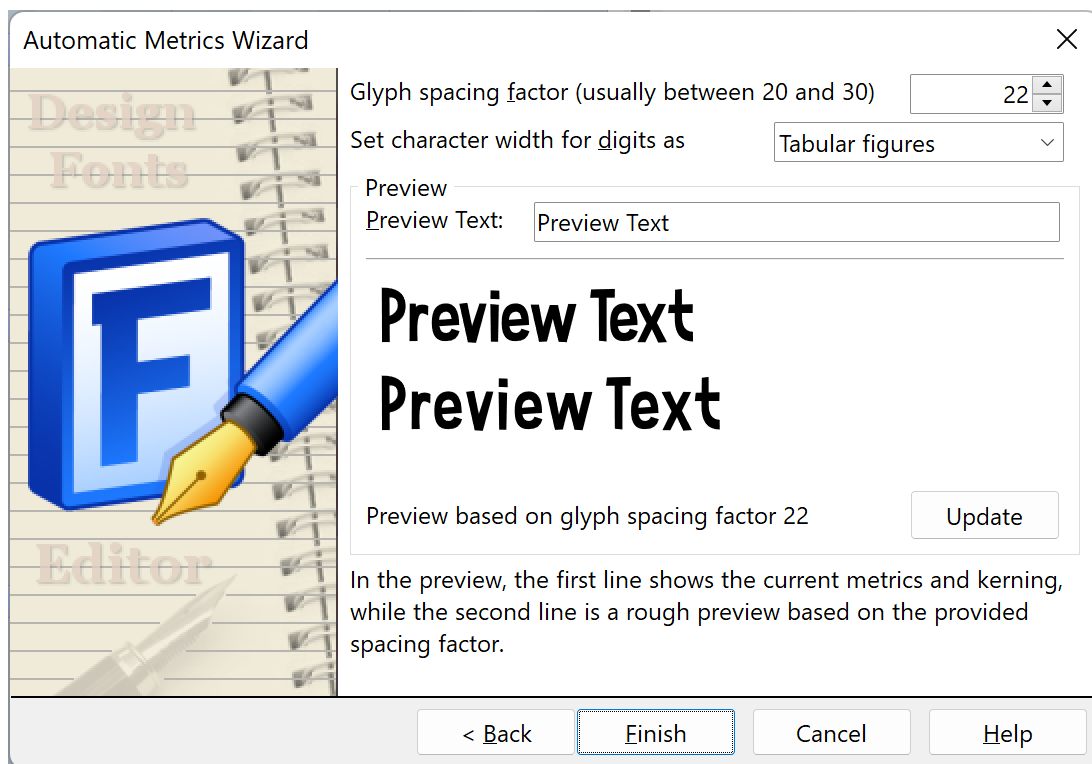 Automatic Metrics Wizard
Design
Fonts
F
Editor
Glyph spacing factor (usually between 20 and 30)
22
Set character width for digits as
Tabular figures
Preview
Preview Text:
Preview Text
Preview Text
Preview Text
Preview based on glyph spacing factor 22
Update
In the preview, the first line shows the current metrics and kerning,
while the second line is a rough preview based on the provided
spacing factor.
< Back
Finish
Cancel
Help